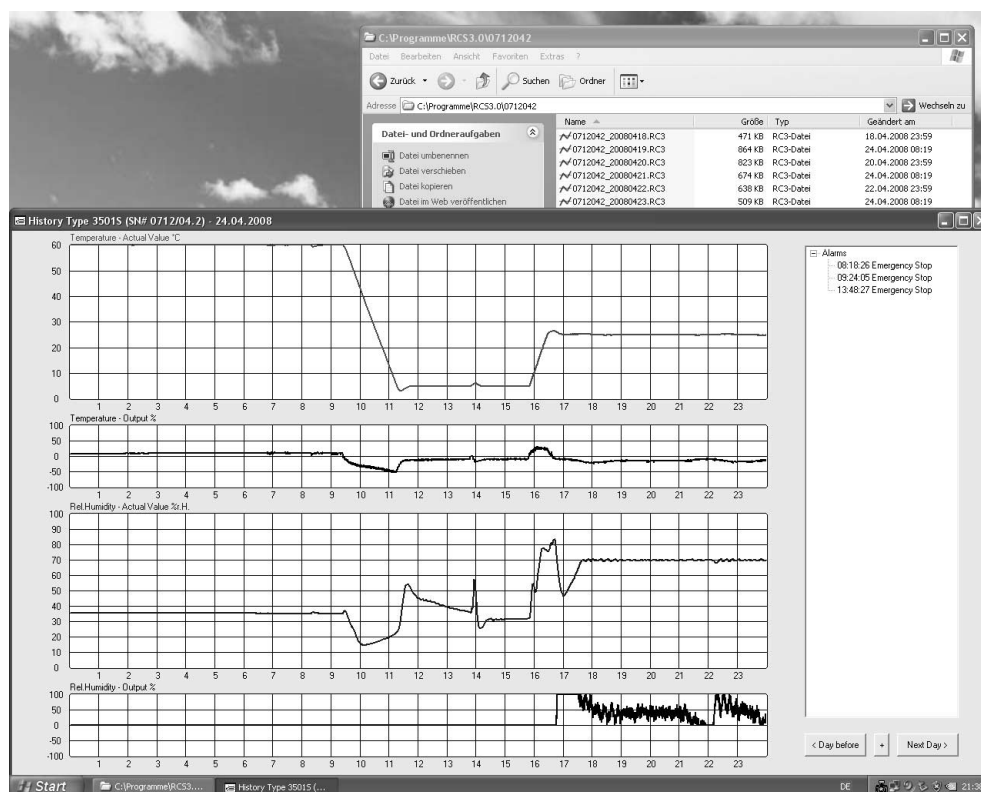 C:\Programme\RCS3.0\0712042
Datei Bearbeiten Ansicht Favoriten Extras ?
Zurück Suchen Ordner
Adresse C:\Programme\RCS3.0\0712042 Wechseln zu
Datei- und Ordneraufgaben
Datei umbenennen
Datei verschieben
Datei kopieren
Datei im Web veröffentlichen
Name Größe Typ Geändert am
0712042_20080418.RC3 471 KB RC3-Datei 18.04.2008 23:59
0712042_20080419.RC3 864 KB RC3-Datei 24.04.2008 08:19
0712042_20080420.RC3 823 KB RC3-Datei 20.04.2008 23:59
0712042_20080421.RC3 674 KB RC3-Datei 24.04.2008 08:19
0712042_20080422.RC3 638 KB RC3-Datei 22.04.2008 23:59
0712042_20080423.RC3 509 KB RC3-Datei 24.04.2008 08:19
History Type 3501S (SN# 0712/04.2) - 24.04.2008
Temperature - Actual Value °C
60
50
40
30
20
10
0
1 2 3 4 5 6 7 8 9 10 11 12 13 14 15 16 17 18 19 20 21 22 23
Temperature - Output %
100
50
0
-50
-100
1 2 3 4 5 6 7 8 9 10 11 12 13 14 15 16 17 18 19 20 21 22 23
Rel.Humidity - Actual Value %r.H.
100
90
80
70
60
50
40
30
20
10
0
1 2 3 4 5 6 7 8 9 10 11 12 13 14 15 16 17 18 19 20 21 22 23
Rel.Humidity - Output %
100
50
0
-50
-100
1 2 3 4 5 6 7 8 9 10 11 12 13 14 15 16 17 18 19 20 21 22 23
Alarms
08:18:26 Emergency Stop
09:24:05 Emergency Stop
13:48:27 Emergency Stop
< Day before + Next Day >
Start C:\Programme\RCS3.... History Type 3501S (... DE 21:38